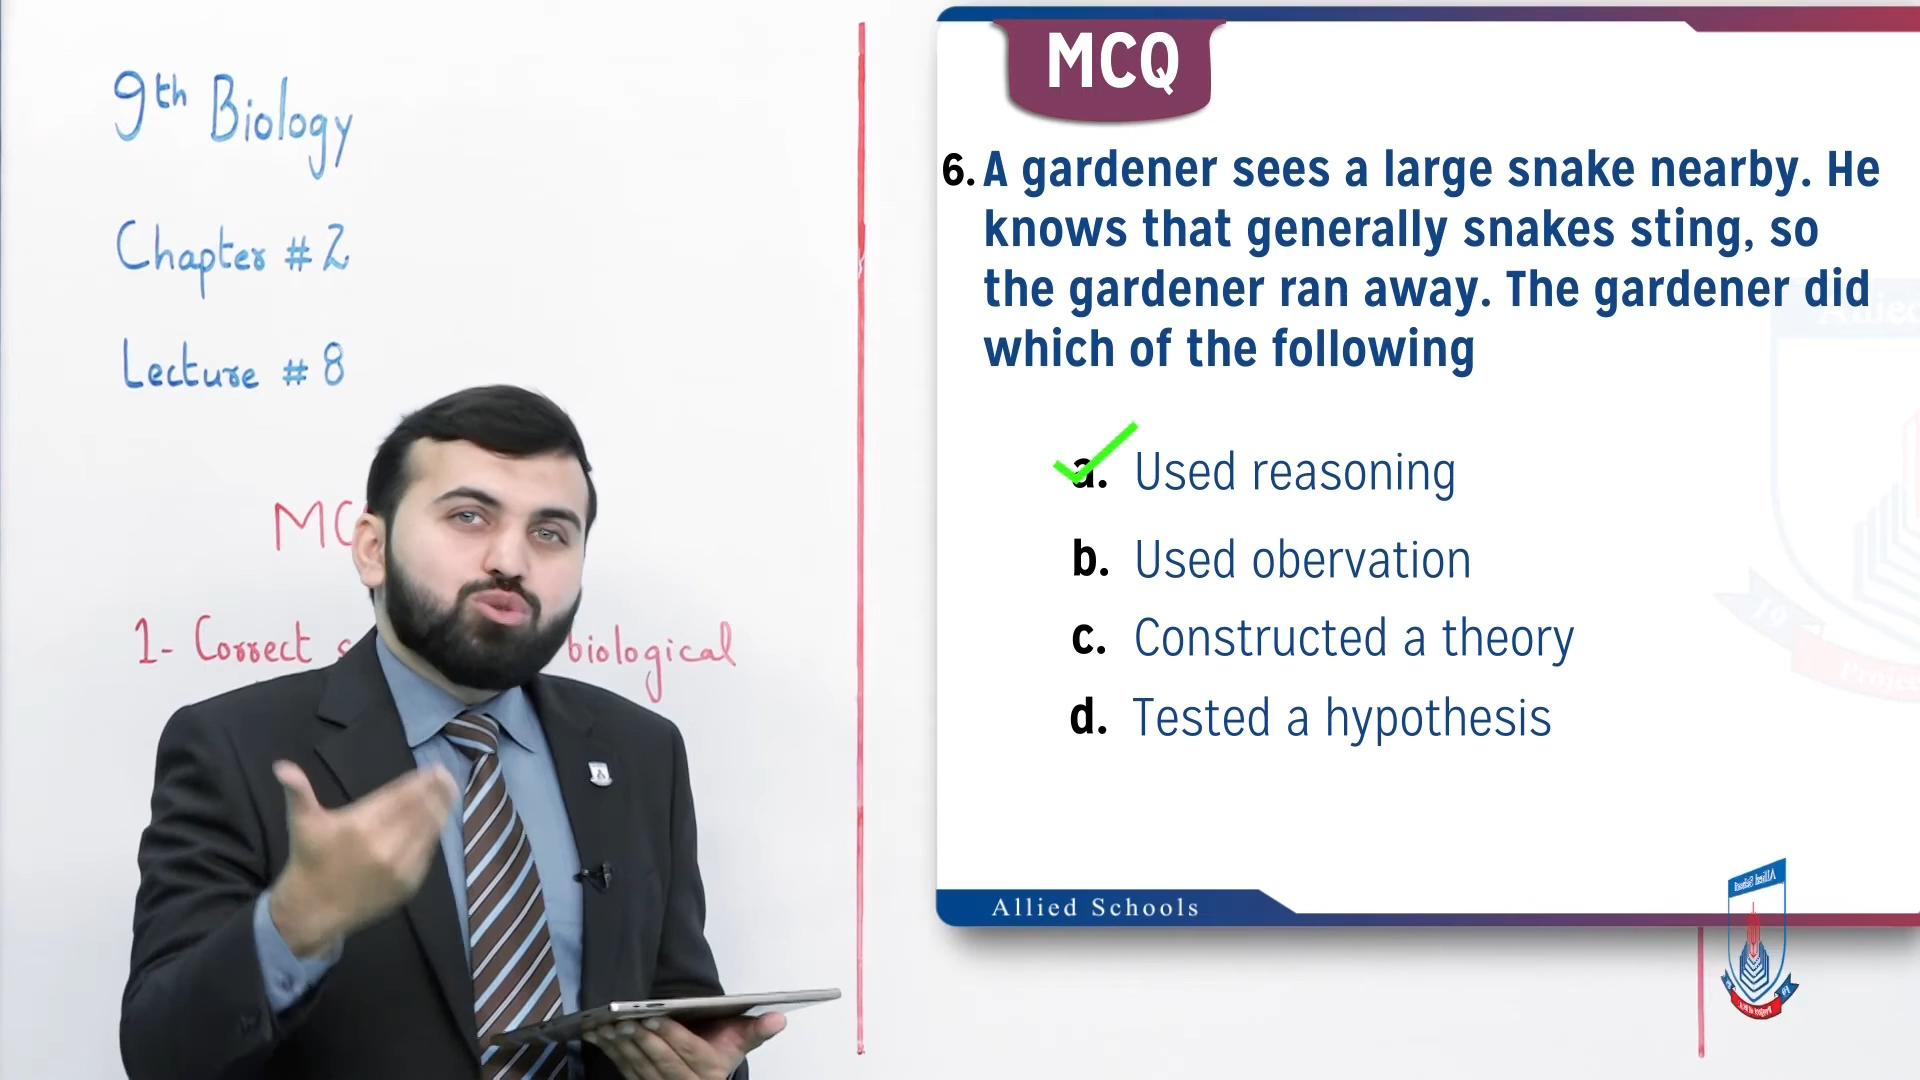 9th Biology
Chapter # 2
Lecture # 8
1- Correct
biological
MCQ
6. A gardener sees a large snake nearby. He
knows that generally snakes sting, so
the gardener ran away. The gardener did
which of the following
a. Used reasoning
b. Used obervation
c. Constructed a theory
d. Tested a hypothesis
Allied Schools